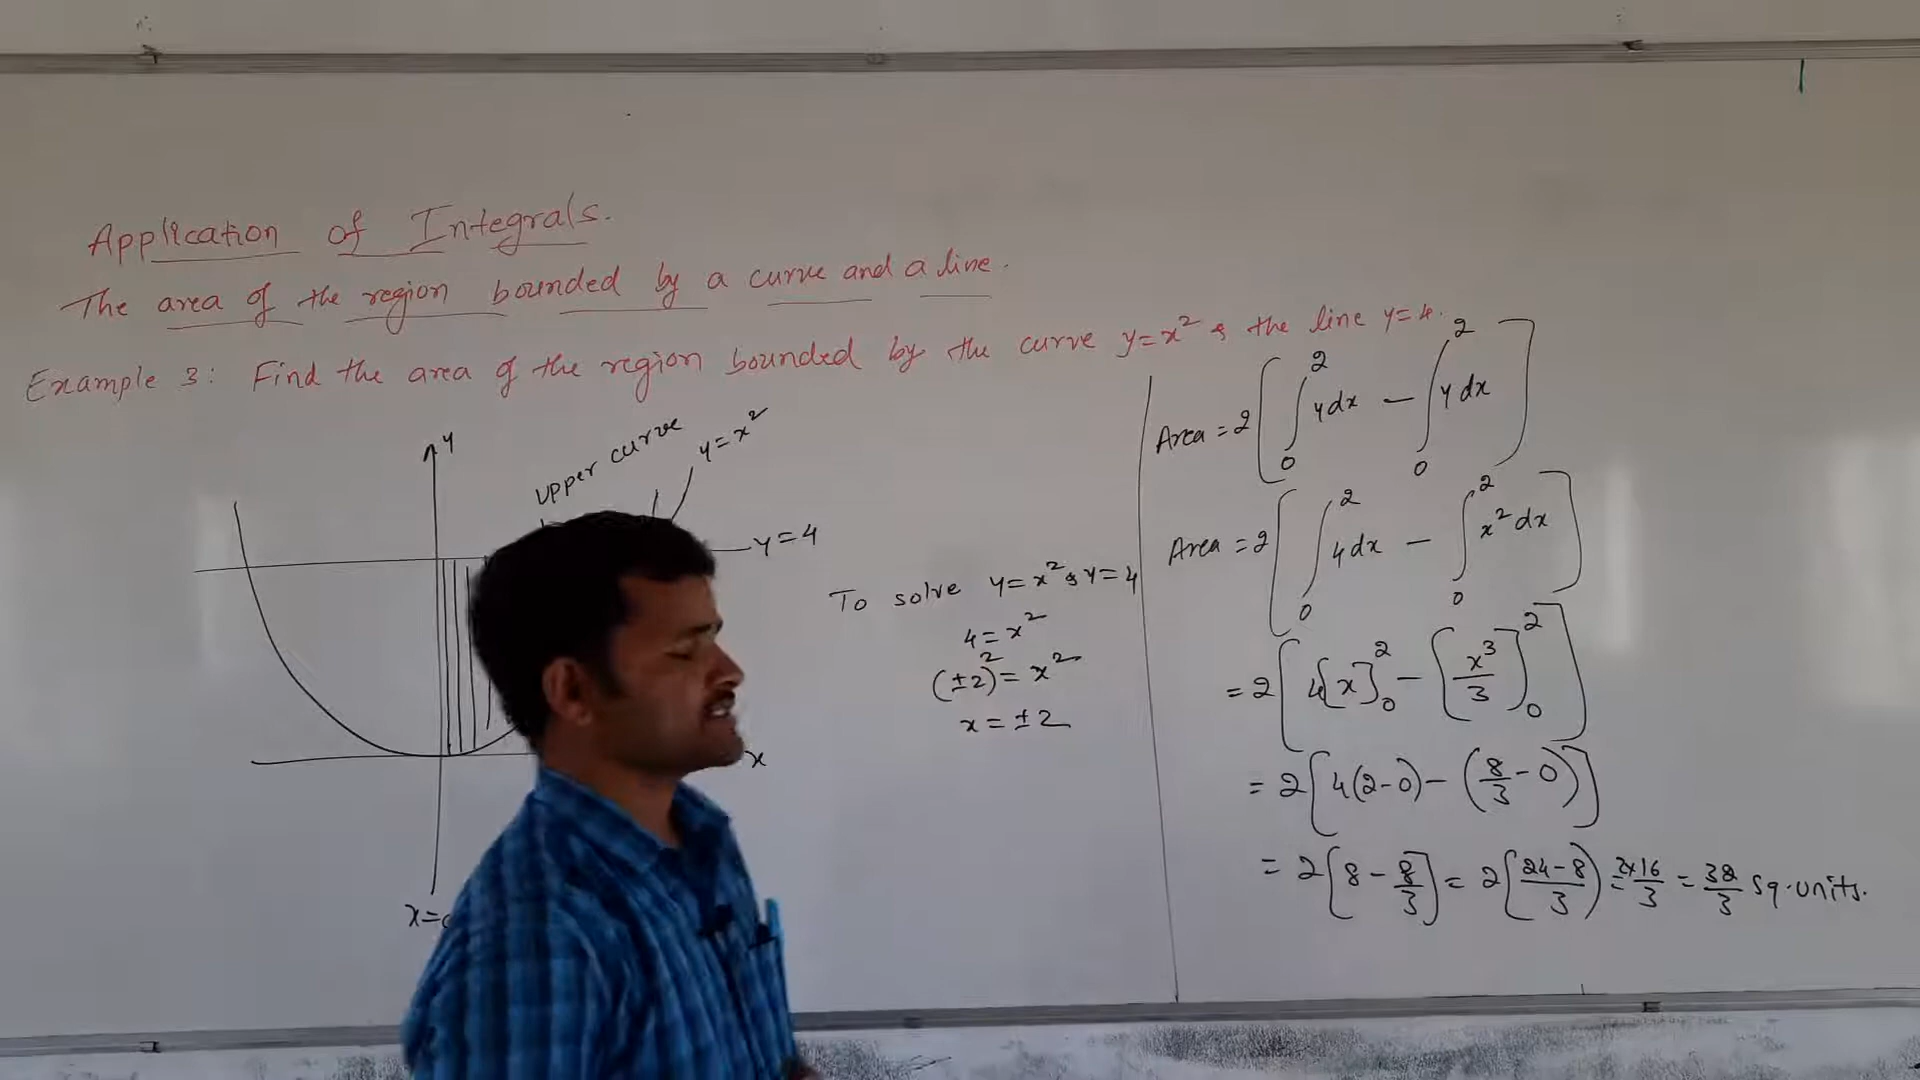 Application of Integrals.
The area of the region bounded by a curve and a line.
Example 3: Find the area of the region bounded by the curve y=x² & the line y=4.
y
upper curve
y=x²
y=4
x
To solve y=x² & y=4
4=x²
(±2)²=x²
x=±2
Area = 2[∫₀² y dx − ∫₀² y dx]
Area = 2[∫₀² 4dx − ∫₀² x² dx]
= 2[4[x]₀² − [x³/3]₀²]
= 2[4(2-0) − (8/3 − 0)]
= 2[8 − 8/3] = 2[(24-8)/3] = 2×16/3 = 32/3 sq.units.